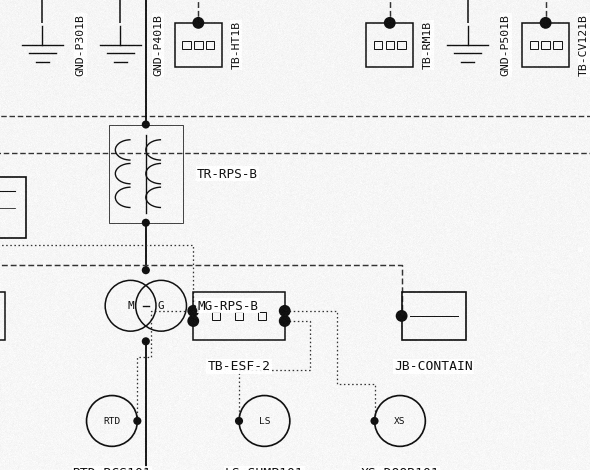 GND-P301B
GND-P401B
TB-HT1B
TB-RM1B
GND-P501B
TB-CV121B
TR-RPS-B
M
G
MG-RPS-B
TB-ESF-2
JB-CONTAIN
RTD
LS
XS